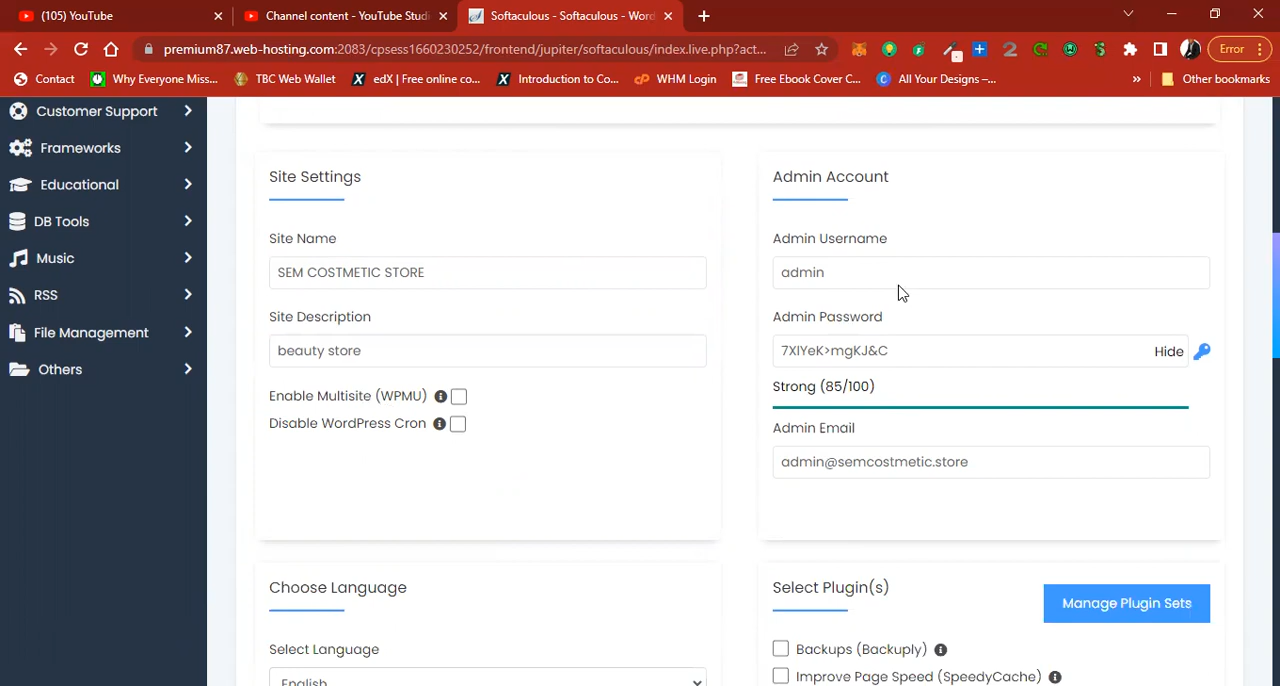 (105) YouTube
Channel content - YouTube Studi
Softaculous - Softaculous - Word
premium87.web-hosting.com:2083/cpsess1660230252/frontend/jupiter/softaculous/index.live.php?act...
Error
Contact
Why Everyone Miss...
TBC Web Wallet
edX | Free online co...
Introduction to Co...
WHM Login
Free Ebook Cover C...
All Your Designs –...
»
Other bookmarks
Customer Support
Frameworks
Educational
DB Tools
Music
RSS
File Management
Others
Site Settings
Site Name
SEM COSTMETIC STORE
Site Description
beauty store
Enable Multisite (WPMU)
Disable WordPress Cron
Admin Account
Admin Username
admin
Admin Password
7XlYeK>mgKJ&C
Hide
Strong (85/100)
Admin Email
admin@semcostmetic.store
Choose Language
Select Language
English
Select Plugin(s)
Manage Plugin Sets
Backups (Backuply)
Improve Page Speed (SpeedyCache)